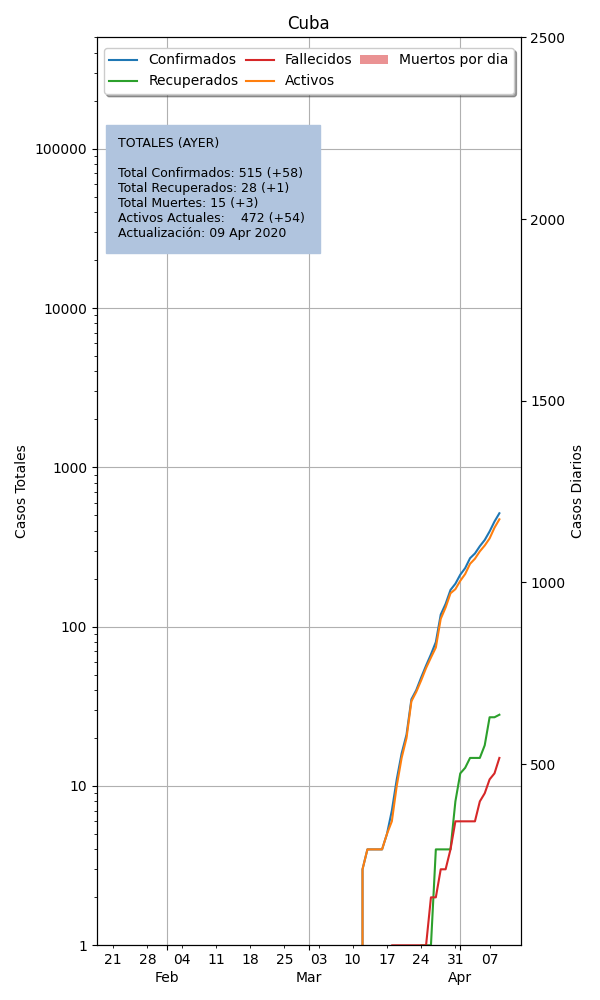 Cuba
Confirmados
Recuperados
Fallecidos
Activos
Muertos por dia
TOTALES (AYER)
Total Confirmados: 515 (+58)
Total Recuperados: 28 (+1)
Total Muertes: 15 (+3)
Activos Actuales: 472 (+54)
Actualización: 09 Apr 2020
Casos Totales
100000
10000
1000
100
10
1
2500
2000
1500
1000
500
Casos Diarios
21 28 04 11 18 25 03 10 17 24 31 07
Feb Mar Apr